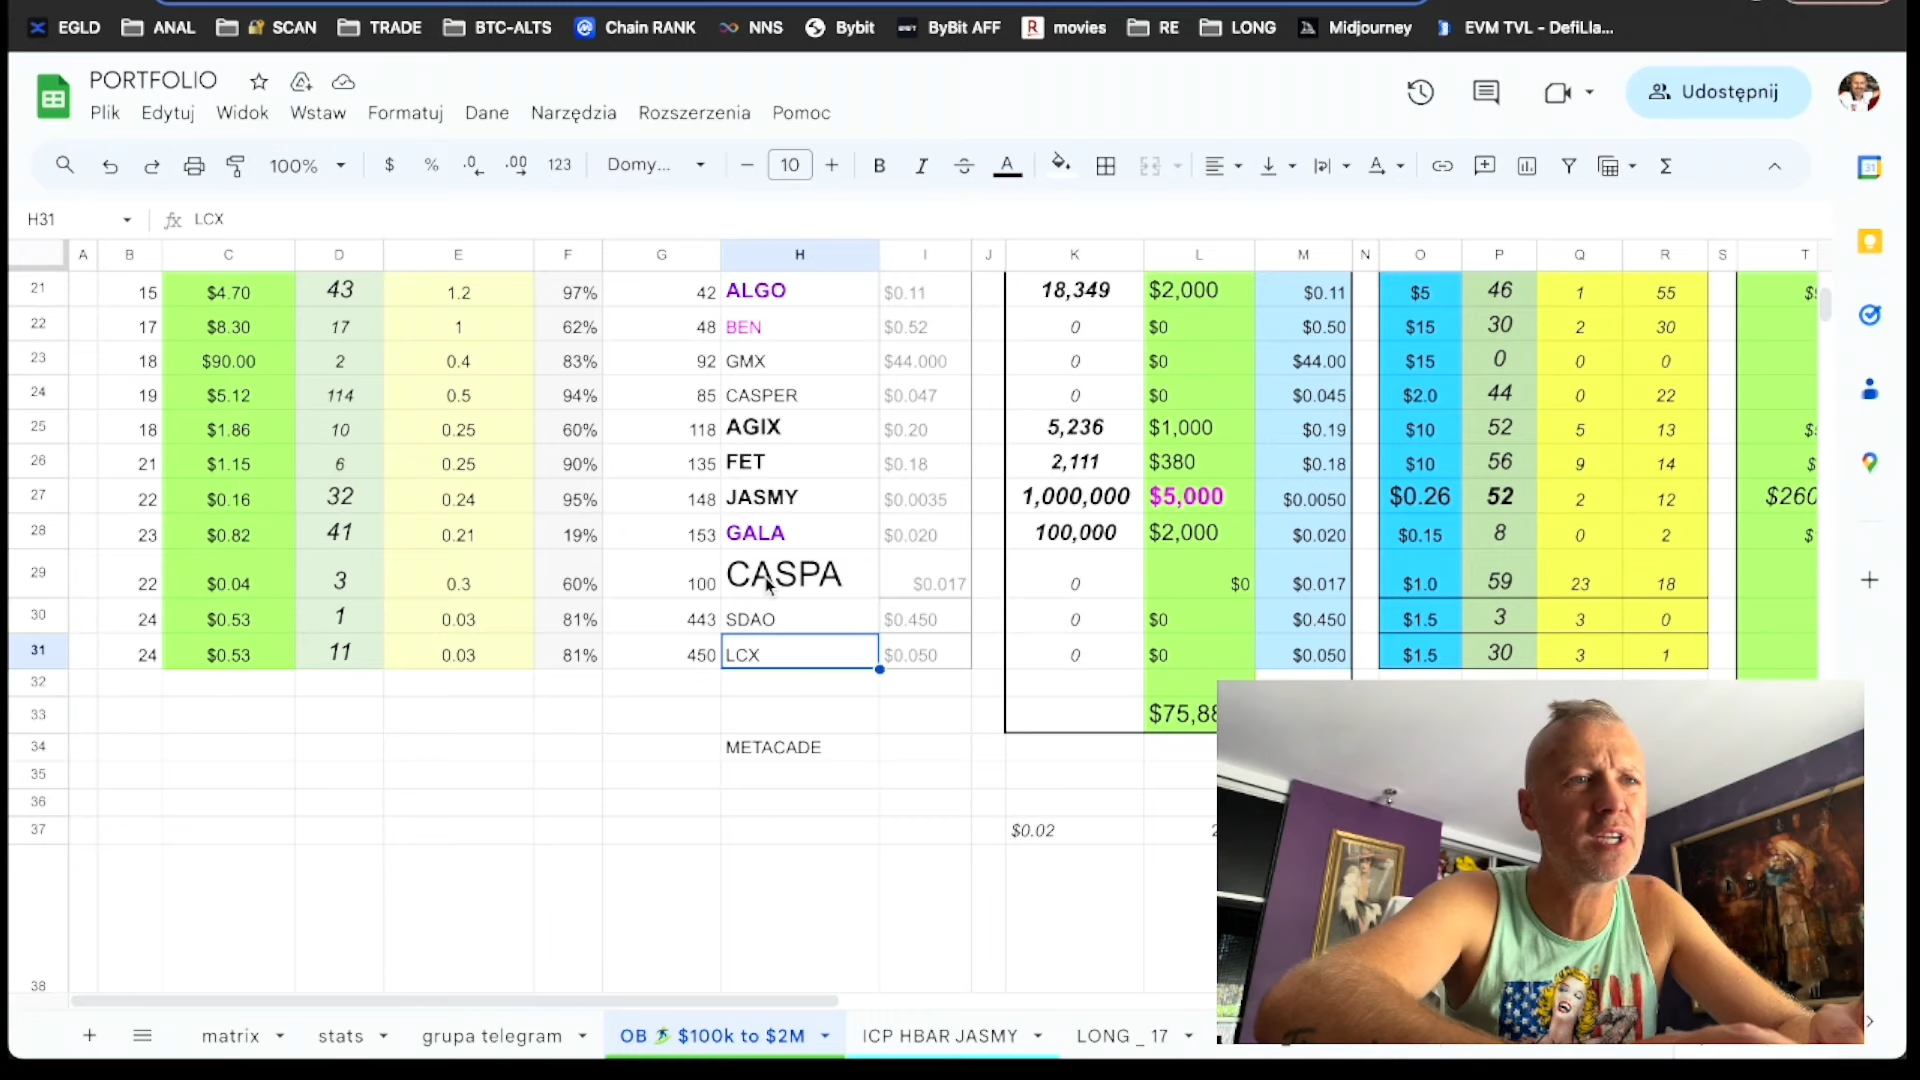 EGLD ANAL SCAN TRADE BTC-ALTS Chain RANK NNS Bybit ByBit AFF movies RE LONG Midjourney EVM TVL - DefiLla...
PORTFOLIO
Plik Edytuj Widok Wstaw Formatuj Dane Narzędzia Rozszerzenia Pomoc
Udostępnij
100% $ % .0 .00 123 Domy... 10 B I A Σ
H31 fx LCX
A B C D E F G H I J K L M N O P Q R S T
21 15 $4.70 43 1.2 97% 42 ALGO $0.11 18,349 $2,000 $0.11 $5 46 1 55
22 17 $8.30 17 1 62% 48 BEN $0.52 0 $0 $0.50 $15 30 2 30
23 18 $90.00 2 0.4 83% 92 GMX $44.000 0 $0 $44.00 $15 0 0 0
24 19 $5.12 114 0.5 94% 85 CASPER $0.047 0 $0 $0.045 $2.0 44 0 22
25 18 $1.86 10 0.25 60% 118 AGIX $0.20 5,236 $1,000 $0.19 $10 52 5 13
26 21 $1.15 6 0.25 90% 135 FET $0.18 2,111 $380 $0.18 $10 56 9 14
27 22 $0.16 32 0.24 95% 148 JASMY $0.0035 1,000,000 $5,000 $0.0050 $0.26 52 2 12 $260
28 23 $0.82 41 0.21 19% 153 GALA $0.020 100,000 $2,000 $0.020 $0.15 8 0 2 $
29 22 $0.04 3 0.3 60% 100 CASPA $0.017 0 $0 $0.017 $1.0 59 23 18
30 24 $0.53 1 0.03 81% 443 SDAO $0.450 0 $0 $0.450 $1.5 3 3 0
31 24 $0.53 11 0.03 81% 450 LCX $0.050 0 $0 $0.050 $1.5 30 3 1
32
33 $75,88
34 METACADE
35
36
37 $0.02
38
matrix stats grupa telegram OB $100k to $2M ICP HBAR JASMY LONG _ 17